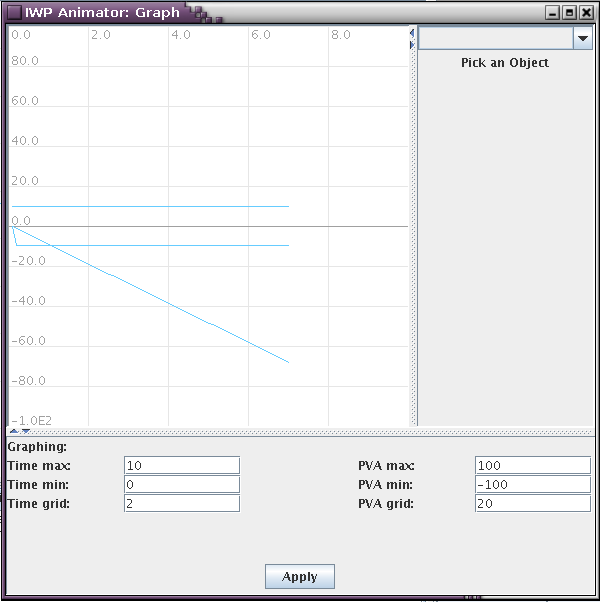 IWP Animator: Graph
0.0 2.0 4.0 6.0 8.0
80.0
60.0
40.0
20.0
0.0
-20.0
-40.0
-60.0
-80.0
-1.0E2
Pick an Object
Graphing:
Time max: 10 PVA max: 100
Time min: 0 PVA min: -100
Time grid: 2 PVA grid: 20
Apply